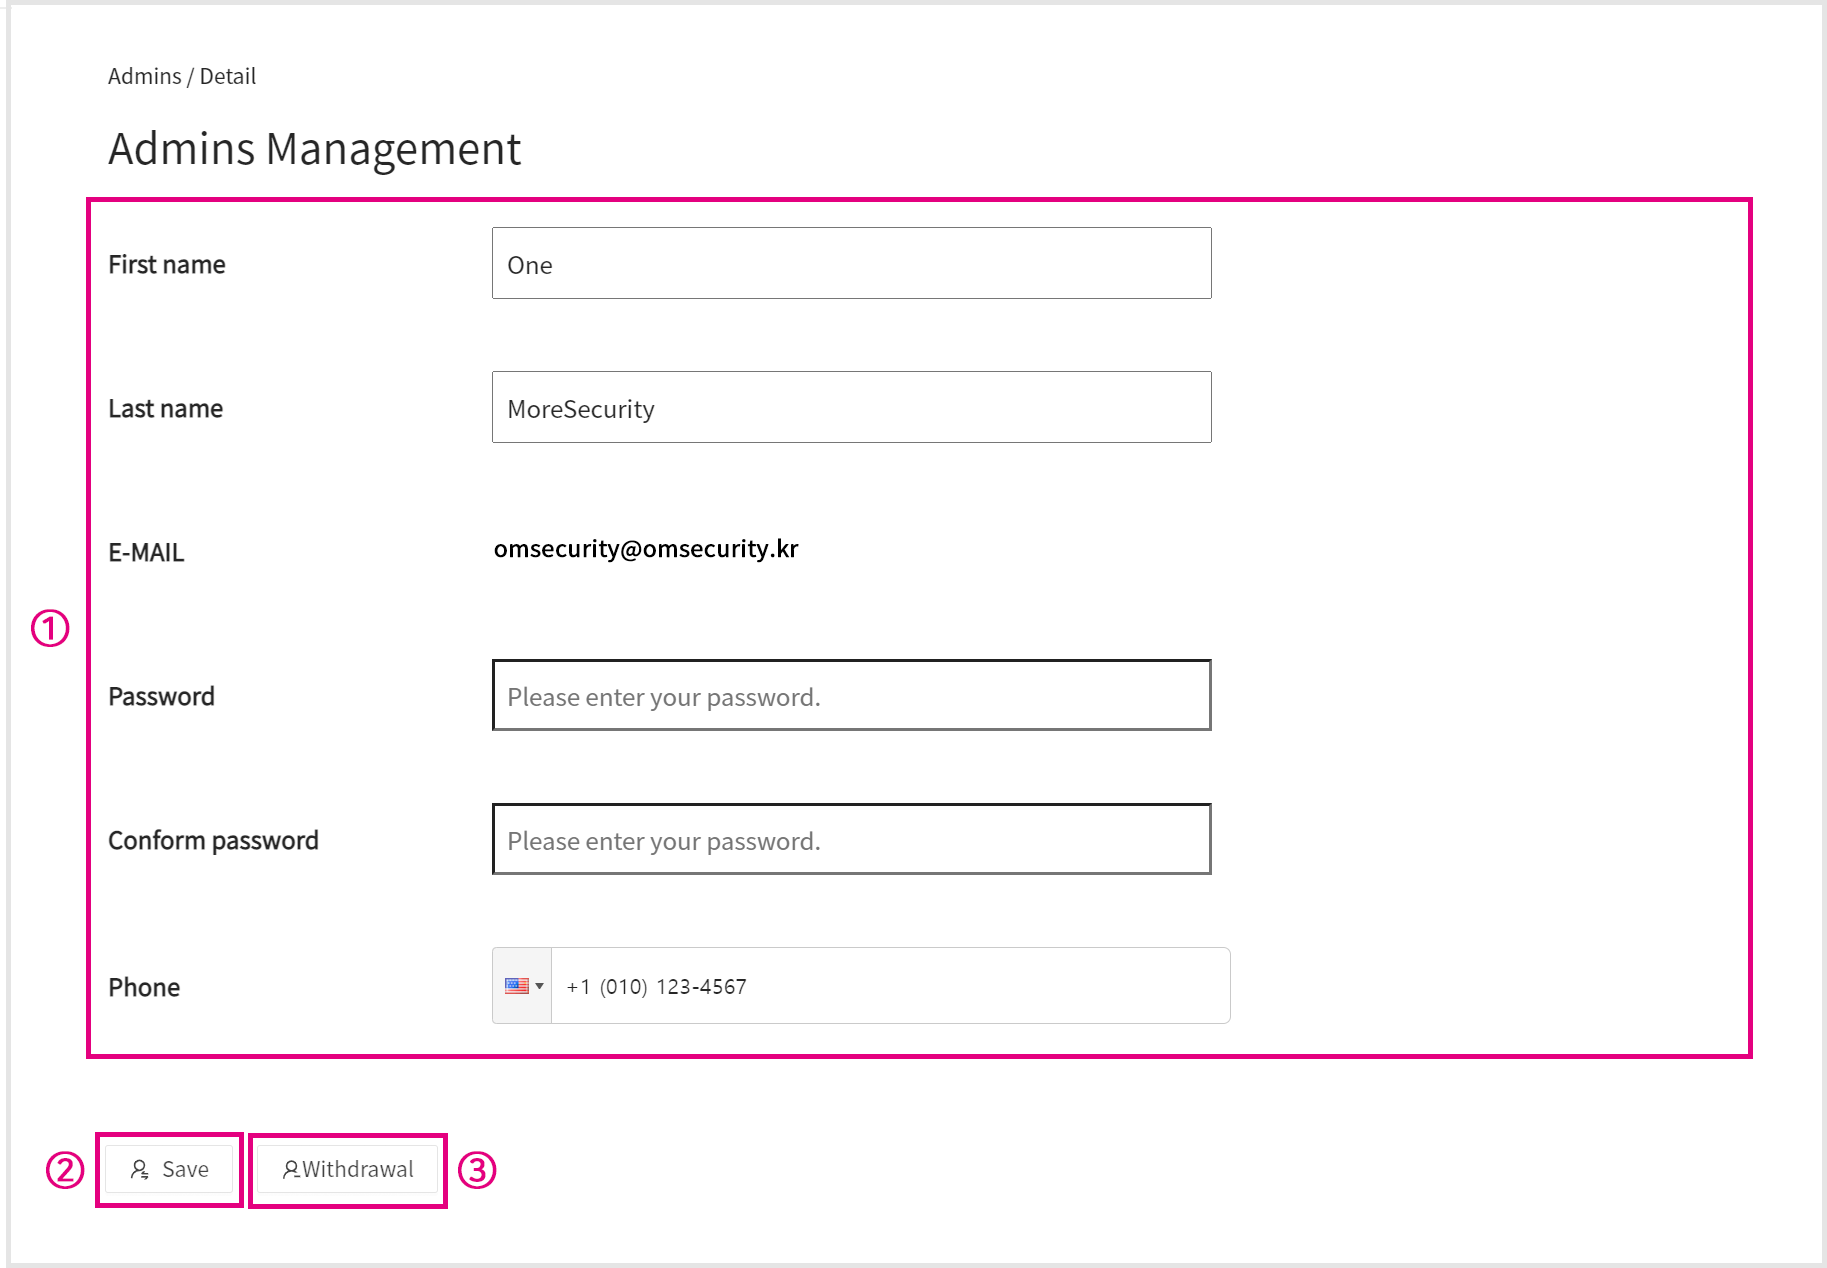 Admins / Detail
Admins Management
First name
One
Last name
MoreSecurity
E-MAIL
omsecurity@omsecurity.kr
①
Password
Please enter your password.
Conform password
Please enter your password.
Phone
+1 (010) 123-4567
② Save Withdrawal ③